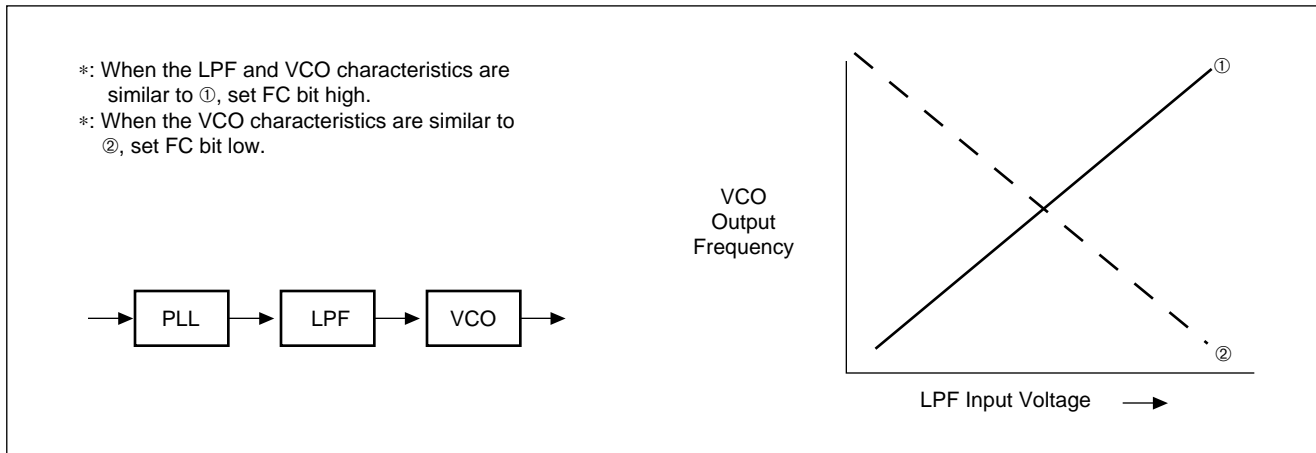 *: When the LPF and VCO characteristics are
similar to ①, set FC bit high.
*: When the VCO characteristics are similar to
②, set FC bit low.
PLL
LPF
VCO
VCO
Output
Frequency
①
②
LPF Input Voltage